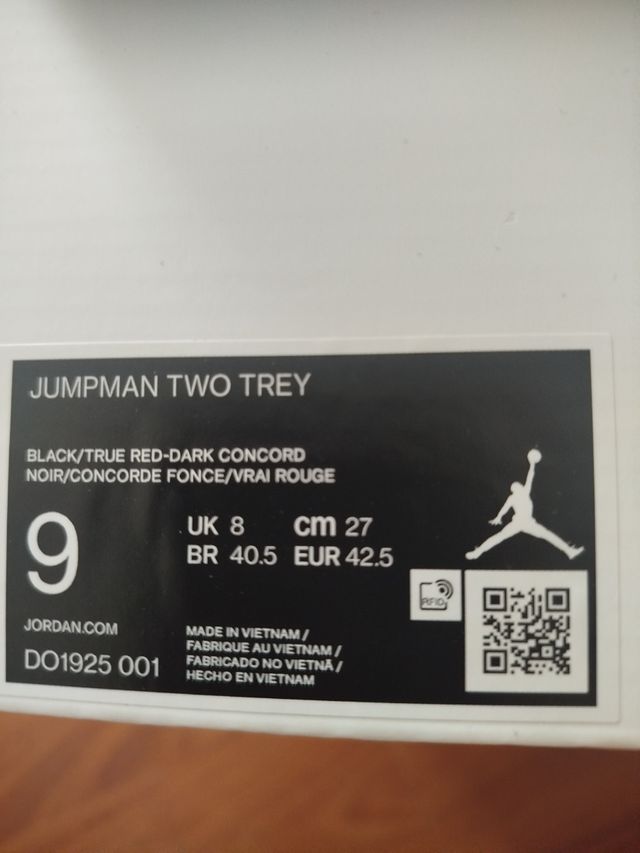 JUMPMAN TWO TREY
BLACK/TRUE RED-DARK CONCORD
NOIR/CONCORDE FONCE/VRAI ROUGE
9
UK 8 cm 27
BR 40.5 EUR 42.5
RFID
JORDAN.COM
DO1925 001
MADE IN VIETNAM /
FABRIQUE AU VIETNAM /
FABRICADO NO VIETNÃ /
HECHO EN VIETNAM